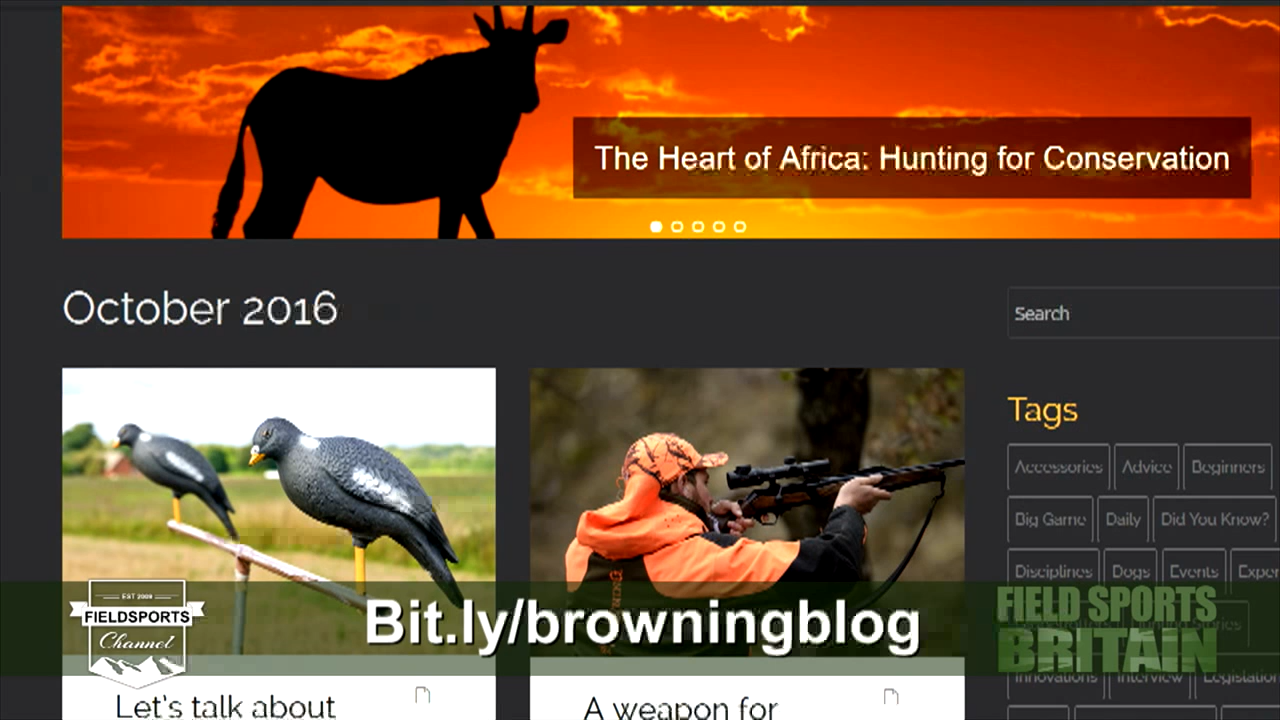 The Heart of Africa: Hunting for Conservation
October 2016
Search
Tags
Accessories
Advice
Beginners
Big Game
Daily
Did You Know?
Disciplines
Dogs
Events
EST 2009
FIELDSPORTS
Channel
Bit.ly/browningblog
FIELD SPORTS
BRITAIN
Innovations
Interview
Let's talk about
A weapon for